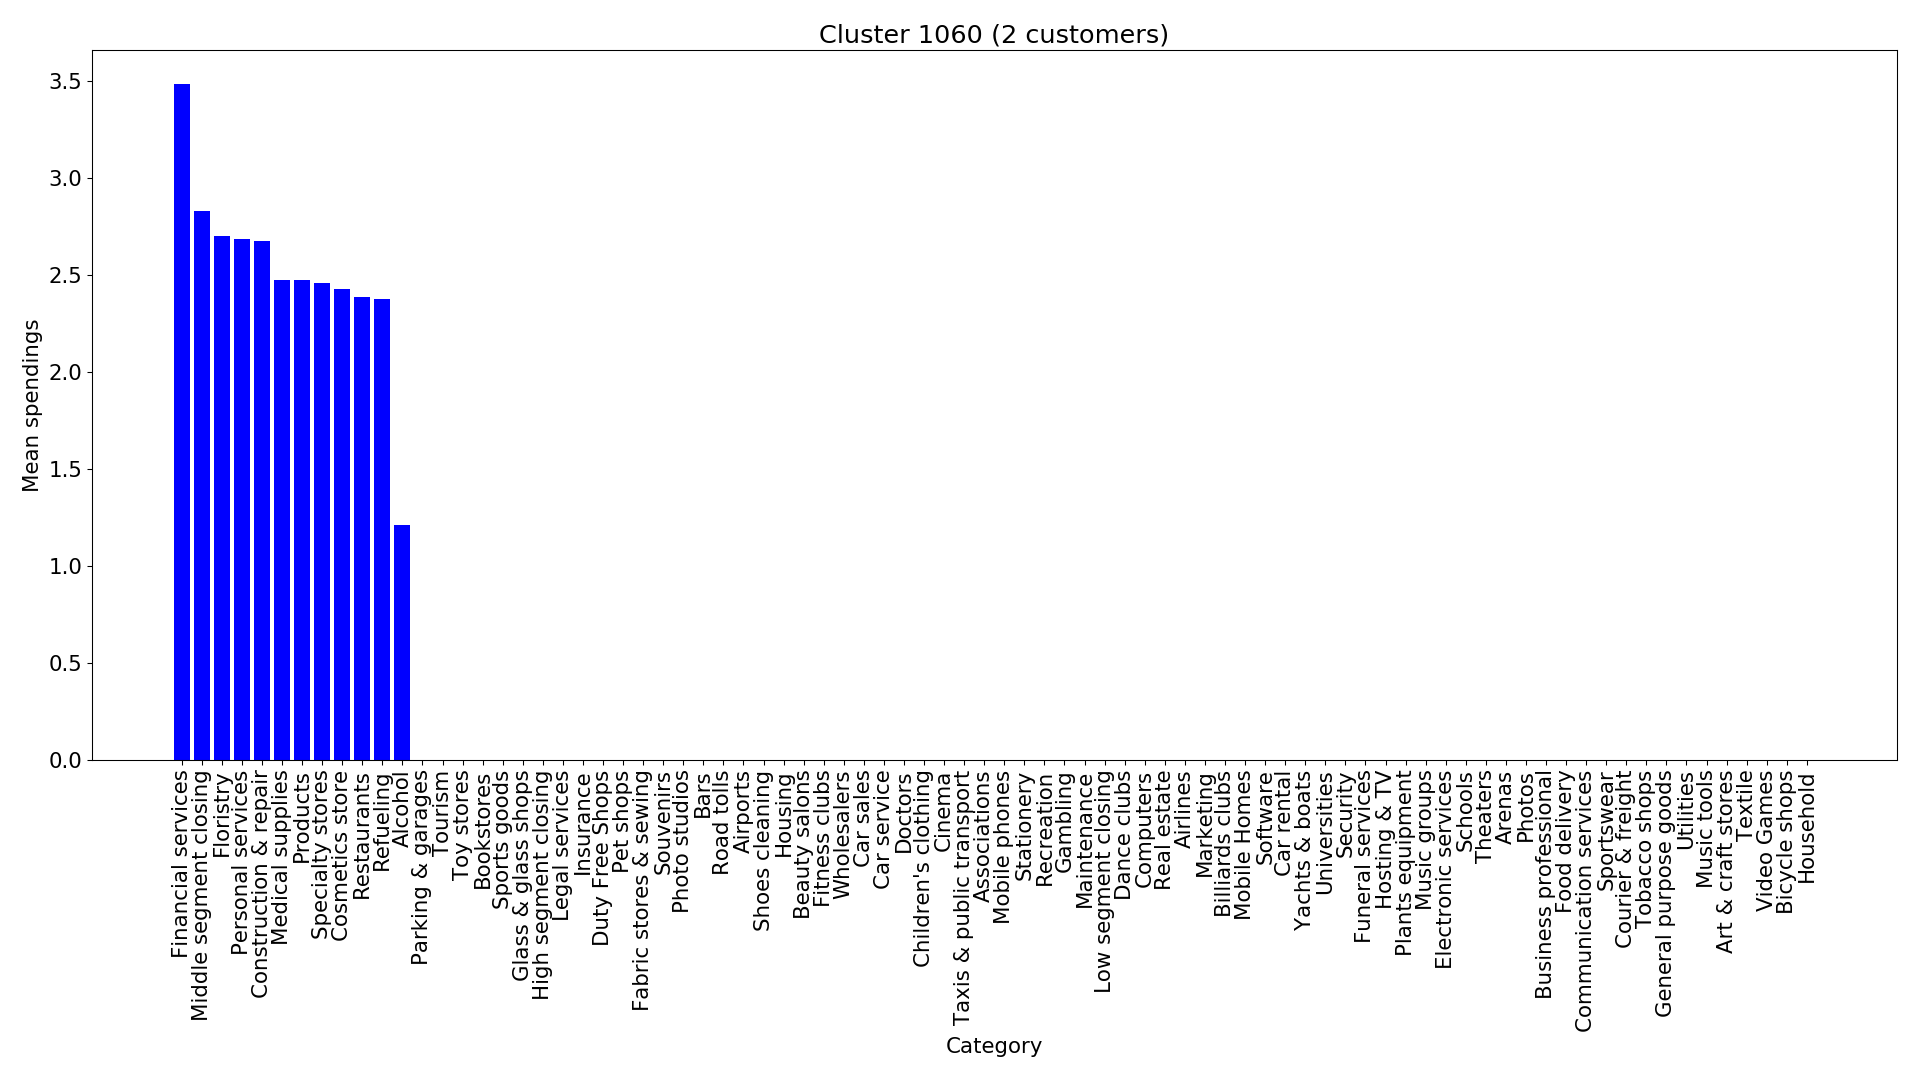 Cluster 1060 (2 customers)
Mean spendings
3.5
3.0
2.5
2.0
1.5
1.0
0.5
0.0
Financial services
Middle segment closing
Floristry
Personal services
Construction & repair
Medical supplies
Products
Specialty stores
Cosmetics store
Restaurants
Refueling
Alcohol
Parking & garages
Tourism
Toy stores
Bookstores
Sports goods
Glass & glass shops
High segment closing
Legal services
Insurance
Duty Free Shops
Pet shops
Fabric stores & sewing
Souvenirs
Photo studios
Bars
Road tolls
Airports
Shoes cleaning
Housing
Beauty salons
Fitness clubs
Wholesalers
Car sales
Car service
Doctors
Children's clothing
Cinema
Taxis & public transport
Associations
Mobile phones
Stationery
Recreation
Gambling
Maintenance
Low segment closing
Dance clubs
Computers
Real estate
Airlines
Marketing
Billiards clubs
Mobile Homes
Software
Car rental
Yachts & boats
Universities
Security
Funeral services
Hosting & TV
Plants equipment
Music groups
Electronic services
Schools
Theaters
Arenas
Photos
Business professional
Food delivery
Communication services
Sportswear
Courier & freight
Tobacco shops
General purpose goods
Utilities
Music tools
Art & craft stores
Textile
Video Games
Bicycle shops
Household
Category